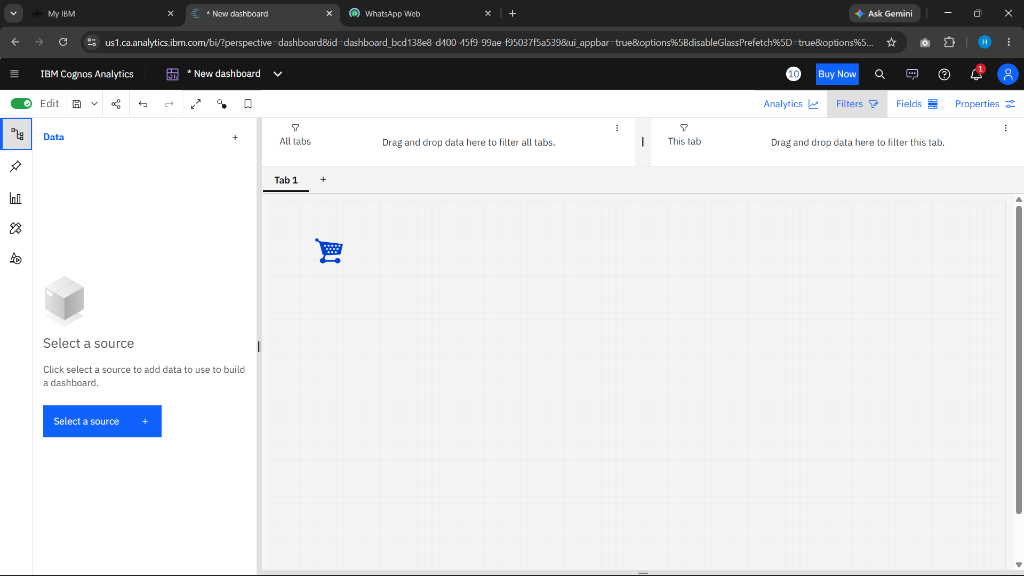 My IBM
* New dashboard
WhatsApp Web
Ask Gemini
us1.ca.analytics.ibm.com/bi/?perspective=dashboard&id=dashboard_bcd138e8-d400-45f9-99ae-f95037f5a539&ui_appbar=true&options%5BdisableGlassPrefetch%5D=true&options%5...
H
IBM Cognos Analytics
* New dashboard
10
Buy Now
1
Edit
Analytics
Filters
Fields
Properties
Data
All tabs
Drag and drop data here to filter all tabs.
This tab
Drag and drop data here to filter this tab.
Tab 1
Select a source
Click select a source to add data to use to build
a dashboard.
Select a source +